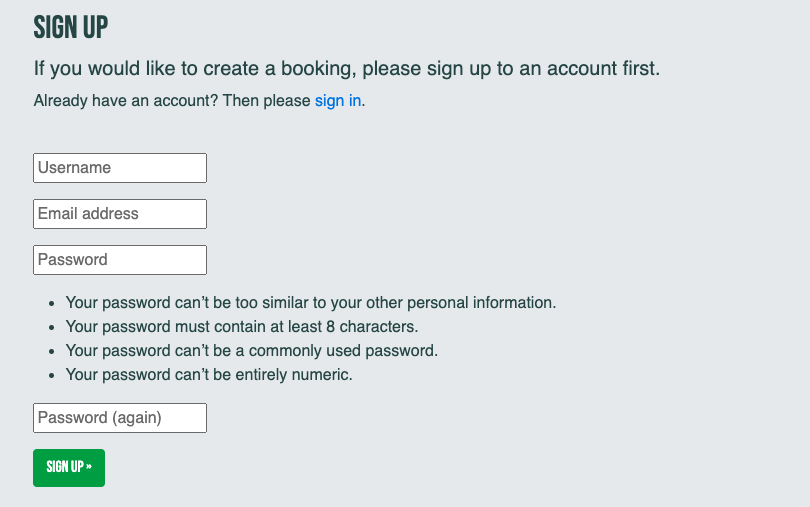 SIGN UP
If you would like to create a booking, please sign up to an account first.
Already have an account? Then please sign in.
Username
Email address
Password
• Your password can’t be too similar to your other personal information.
• Your password must contain at least 8 characters.
• Your password can’t be a commonly used password.
• Your password can’t be entirely numeric.
Password (again)
SIGN UP »